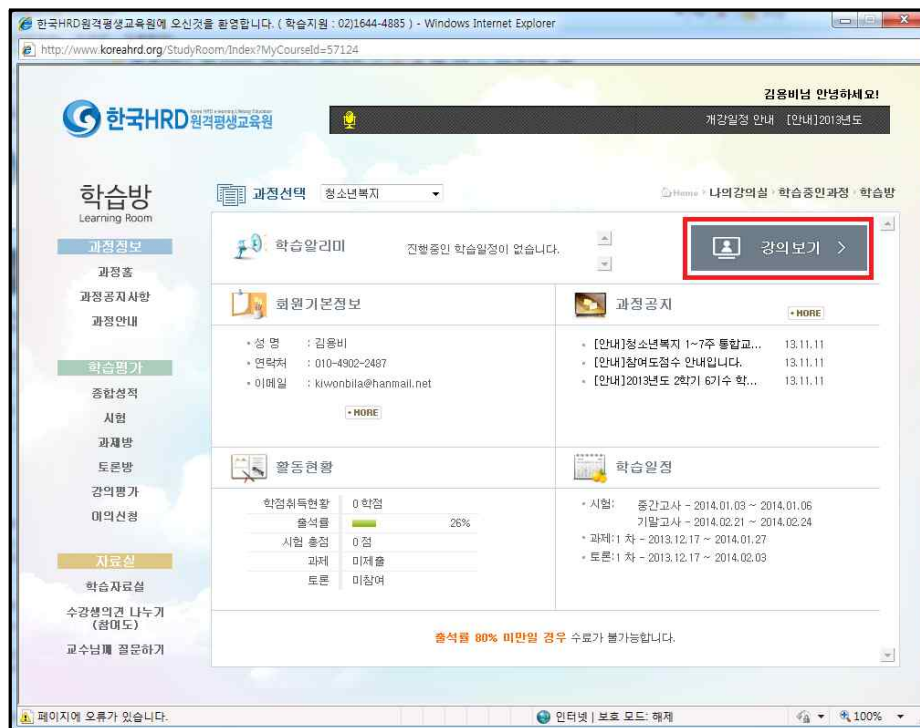 한국HRD원격평생교육원에 오신것을 환영합니다. ( 학습지원 : 02)1644-4885 ) - Windows Internet Explorer
http://www.koreahrd.org/StudyRoom/Index?MyCourseId=57124
김용비님 안녕하세요!
한국HRD원격평생교육원
개강일정 안내 [안내]2013년도
학습방
Learning Room
과정선택 청소년복지
Home > 나의강의실 > 학습중인과정 > 학습방
학습알리미 진행중인 학습일정이 없습니다.
강의보기 >
과정정보
과정홈
과정공지사항
과정안내
학습평가
종합성적
시험
과제방
토론방
강의평가
이의신청
자료실
학습자료실
수강생의견 나누기
(참여도)
교수님께 질문하기
회원기본정보
• 성 명 : 김용비
• 연락처 : 010-4902-2487
• 이메일 : kiwonbila@hanmail.net
• MORE
과정공지
• MORE
• [안내]청소년복지 1~7주 통합교... 13.11.11
• [안내]참여도점수 안내입니다. 13.11.11
• [안내]2013년도 2학기 6기수 학... 13.11.11
활동현황
학점취득현황 0 학점
출석률 26%
시험 총점 0 점
과제 미제출
토론 미참여
학습일정
• 시험: 중간고사 - 2014.01.03 ~ 2014.01.06
기말고사 - 2014.02.21 ~ 2014.02.24
• 과제:1 차 - 2013.12.17 ~ 2014.01.27
• 토론:1 차 - 2013.12.17 ~ 2014.02.03
출석률 80% 미만일 경우 수료가 불가능합니다.
페이지에 오류가 있습니다.
인터넷 | 보호 모드: 해제
100%